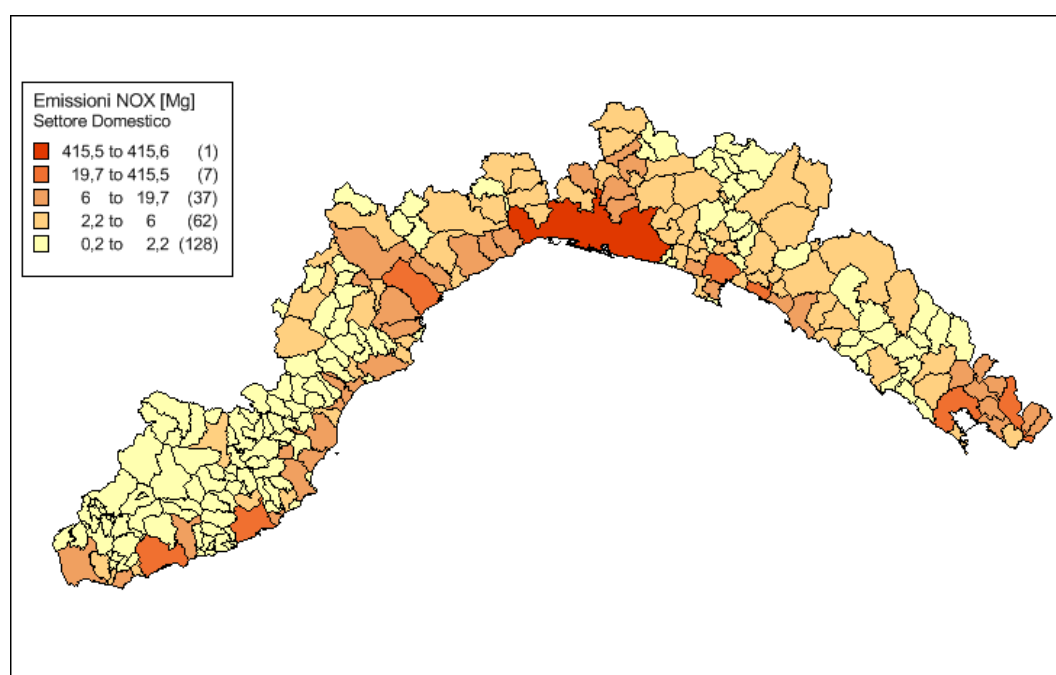 Emissioni NOX [Mg]
Settore Domestico
415,5 to 415,6 (1)
19,7 to 415,5 (7)
6 to 19,7 (37)
2,2 to 6 (62)
0,2 to 2,2 (128)